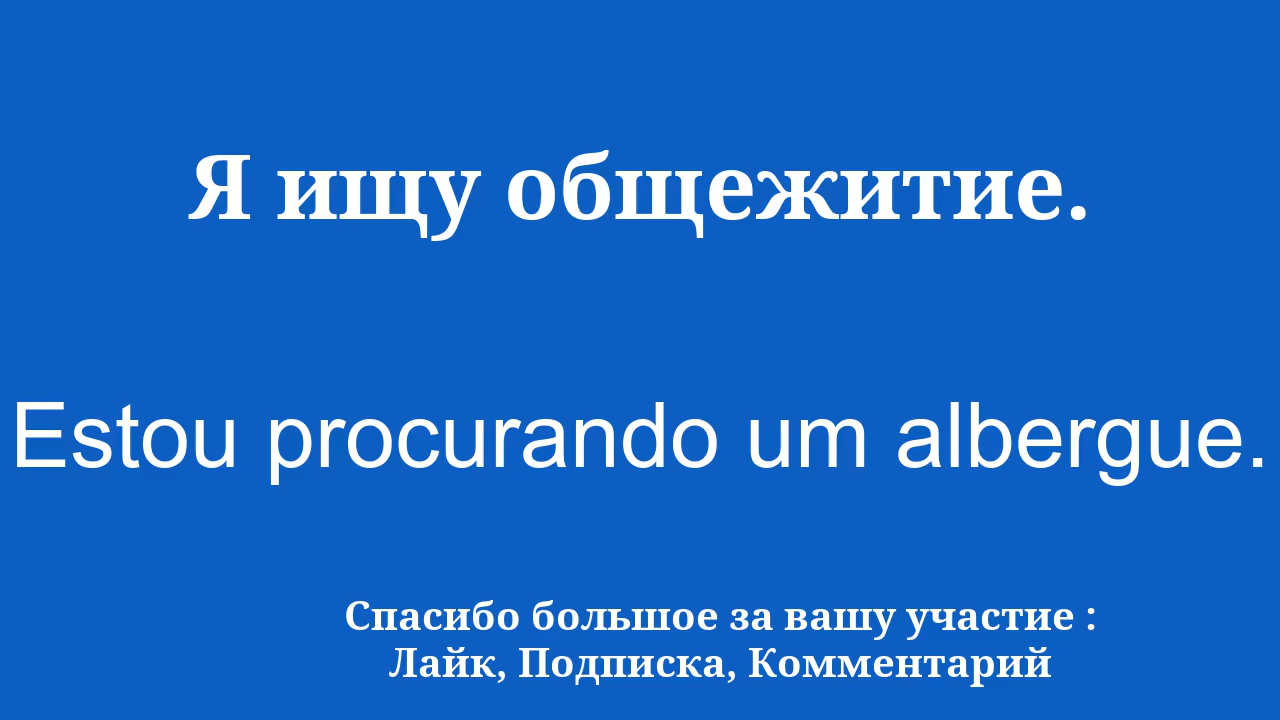 Я ищу общежитие.
Estou procurando um albergue.
Спасибо большое за вашу участие :
Лайк, Подписка, Комментарий